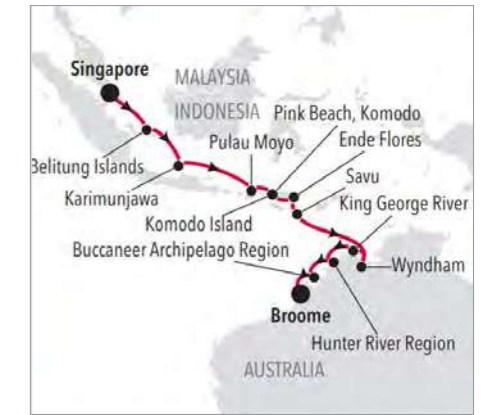 Singapore
MALAYSIA
INDONESIA
Pink Beach, Komodo
Pulau Moyo
Ende Flores
Belitung Islands
Savu
Karimunjawa
King George River
Komodo Island
Buccaneer Archipelago Region
Wyndham
Broome
Hunter River Region
AUSTRALIA